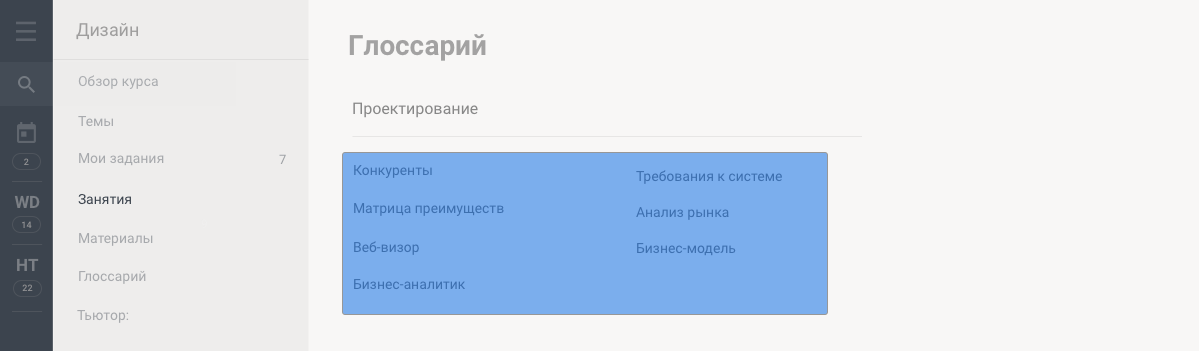 2
WD
14
HT
22
Дизайн
Обзор курса
Темы
Мои задания 7
Занятия
Материалы
Глоссарий
Тьютор:
Глоссарий
Проектирование
Конкуренты
Матрица преимуществ
Веб-визор
Бизнес-аналитик
Требования к системе
Анализ рынка
Бизнес-модель